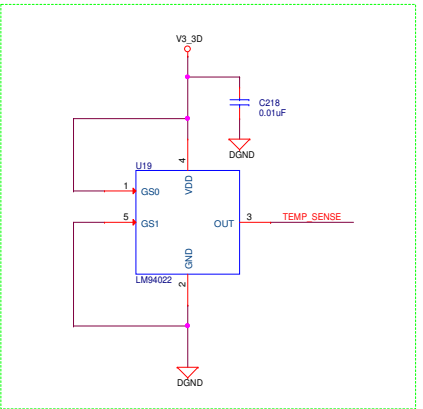 V3_3D
C218
0.01uF
DGND
U19
4
VDD
1
GS0
5
GS1
OUT
3
TEMP_SENSE
GND
LM94022
2
DGND